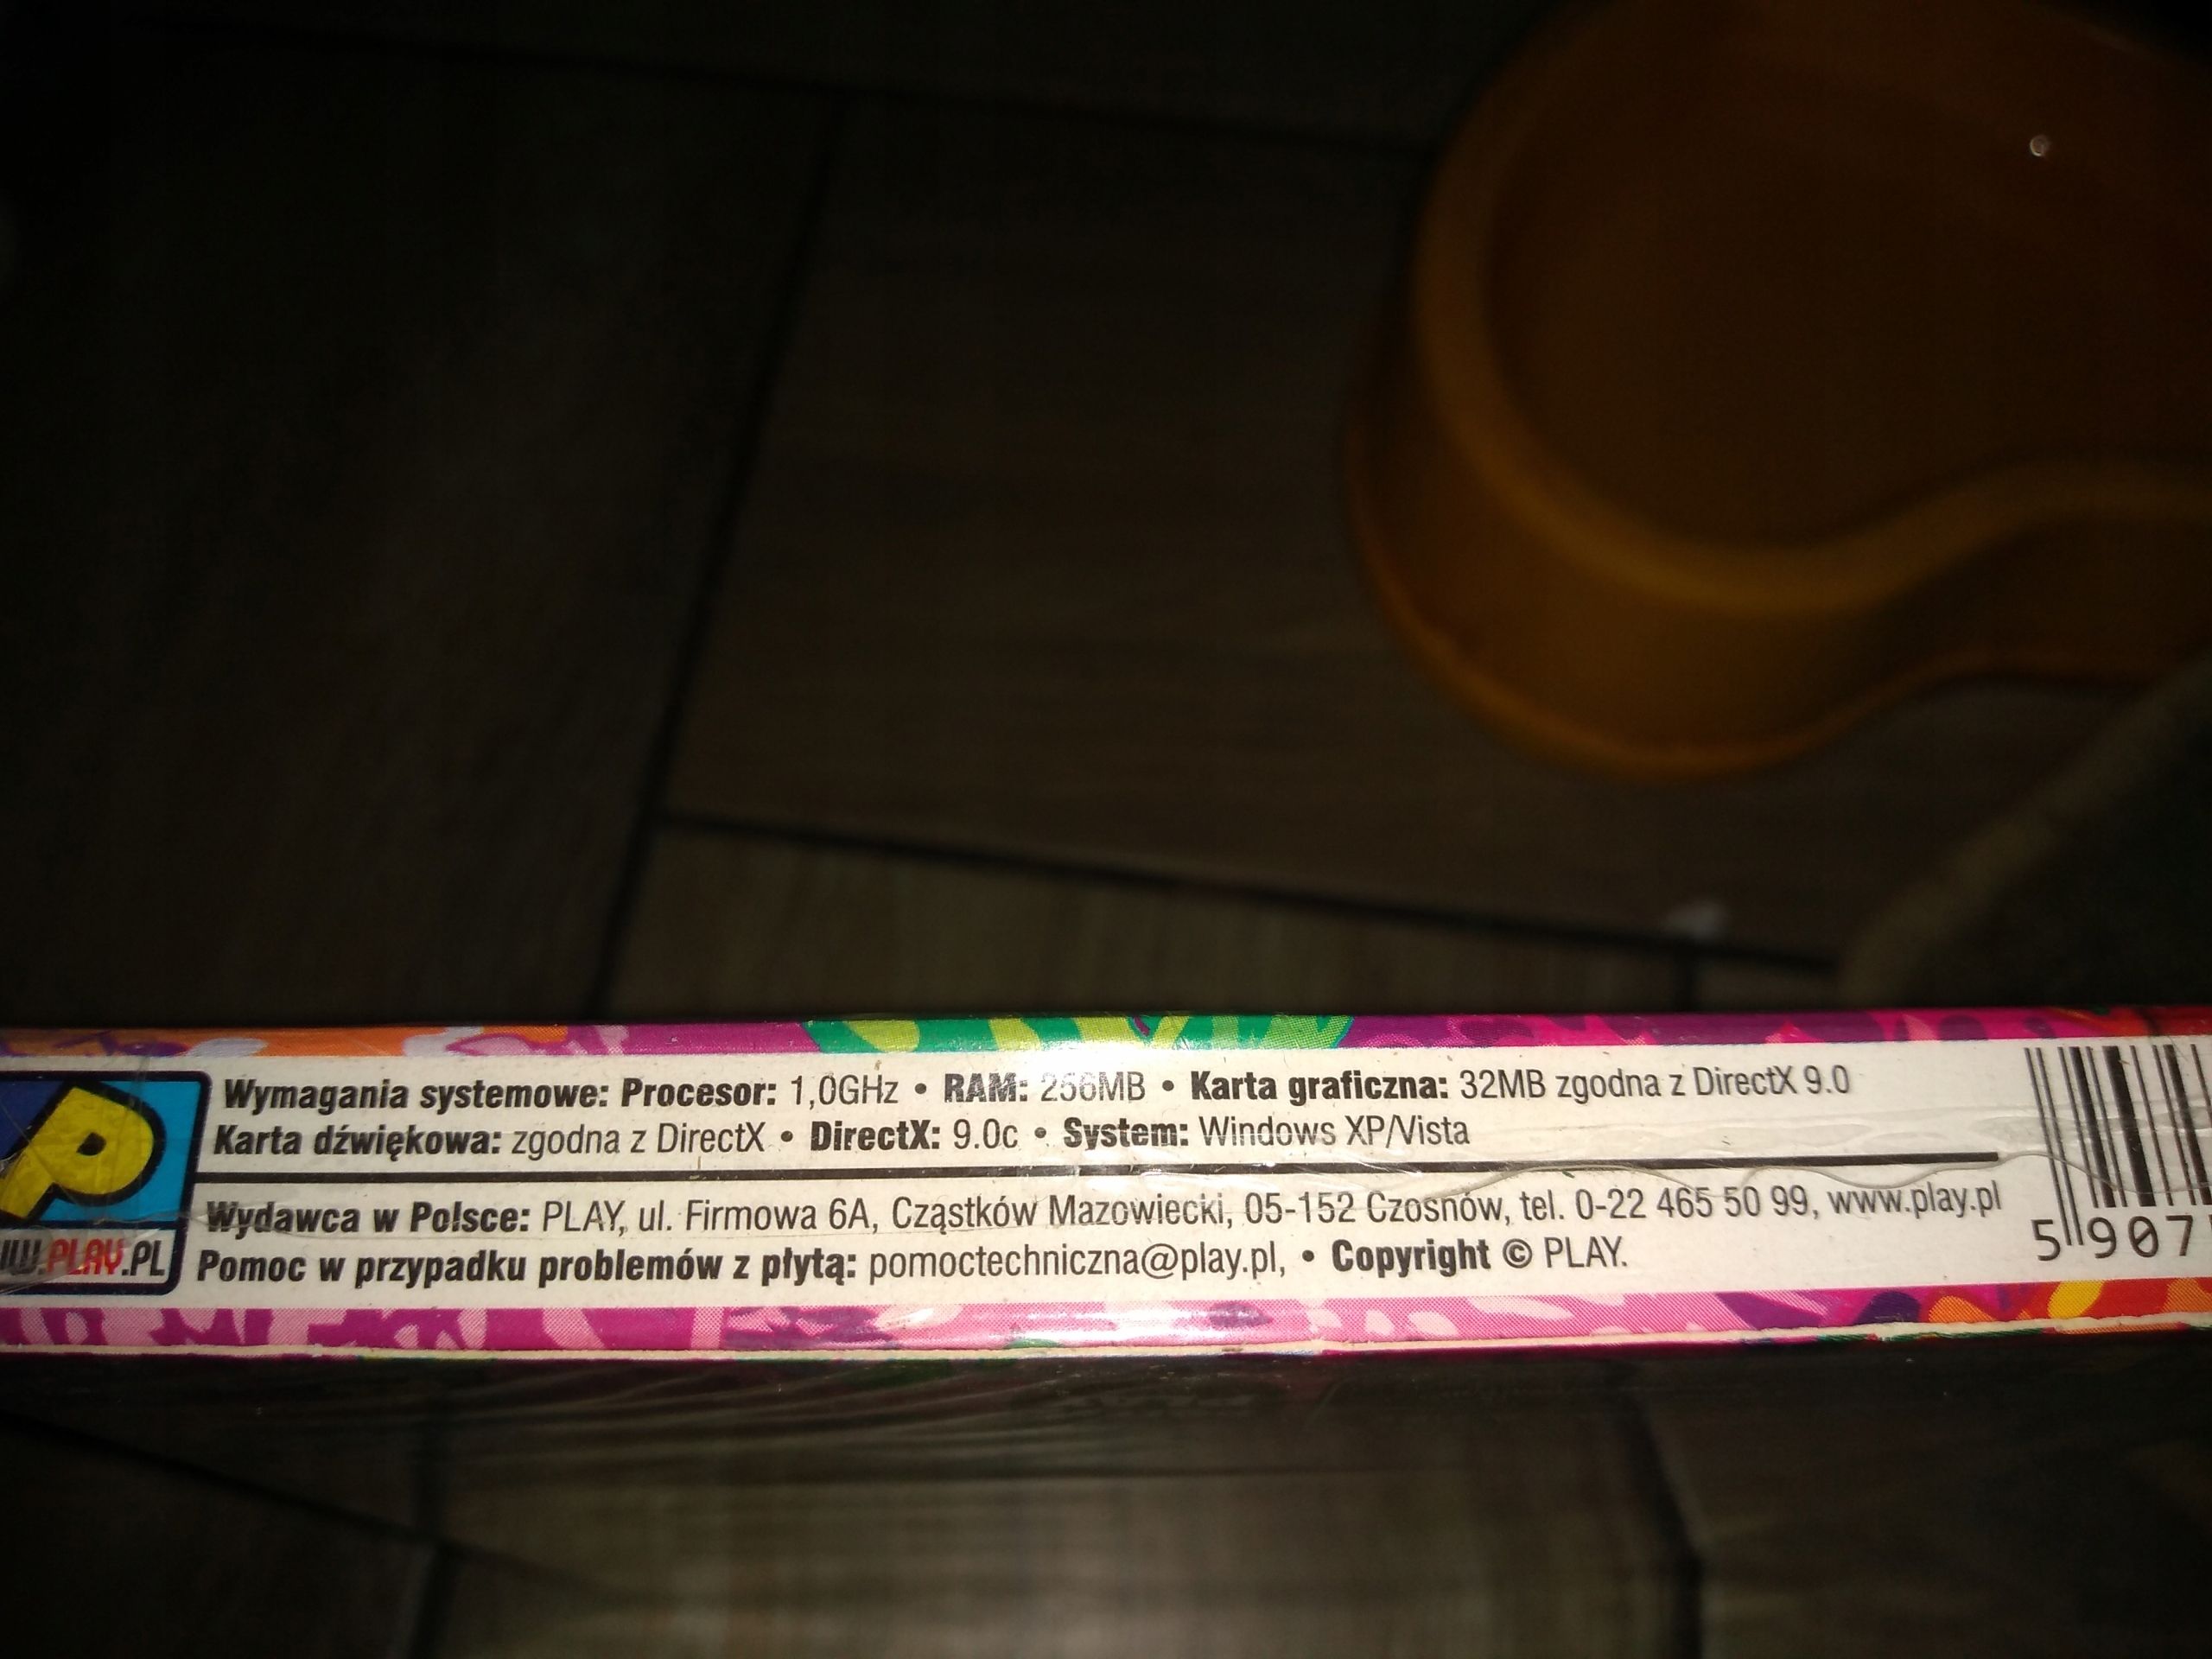 Wymagania systemowe: Procesor: 1,0GHz • RAM: 256MB • Karta graficzna: 32MB zgodna z DirectX 9.0
Karta dźwiękowa: zgodna z DirectX • DirectX: 9.0c • System: Windows XP/Vista
Wydawca w Polsce: PLAY, ul. Firmowa 6A, Cząstków Mazowiecki, 05-152 Czosnów, tel. 0-22 465 50 99, www.play.pl
Pomoc w przypadku problemów z płytą: pomoctechniczna@play.pl, • Copyright © PLAY.
P
W.PLAY.PL
5 907